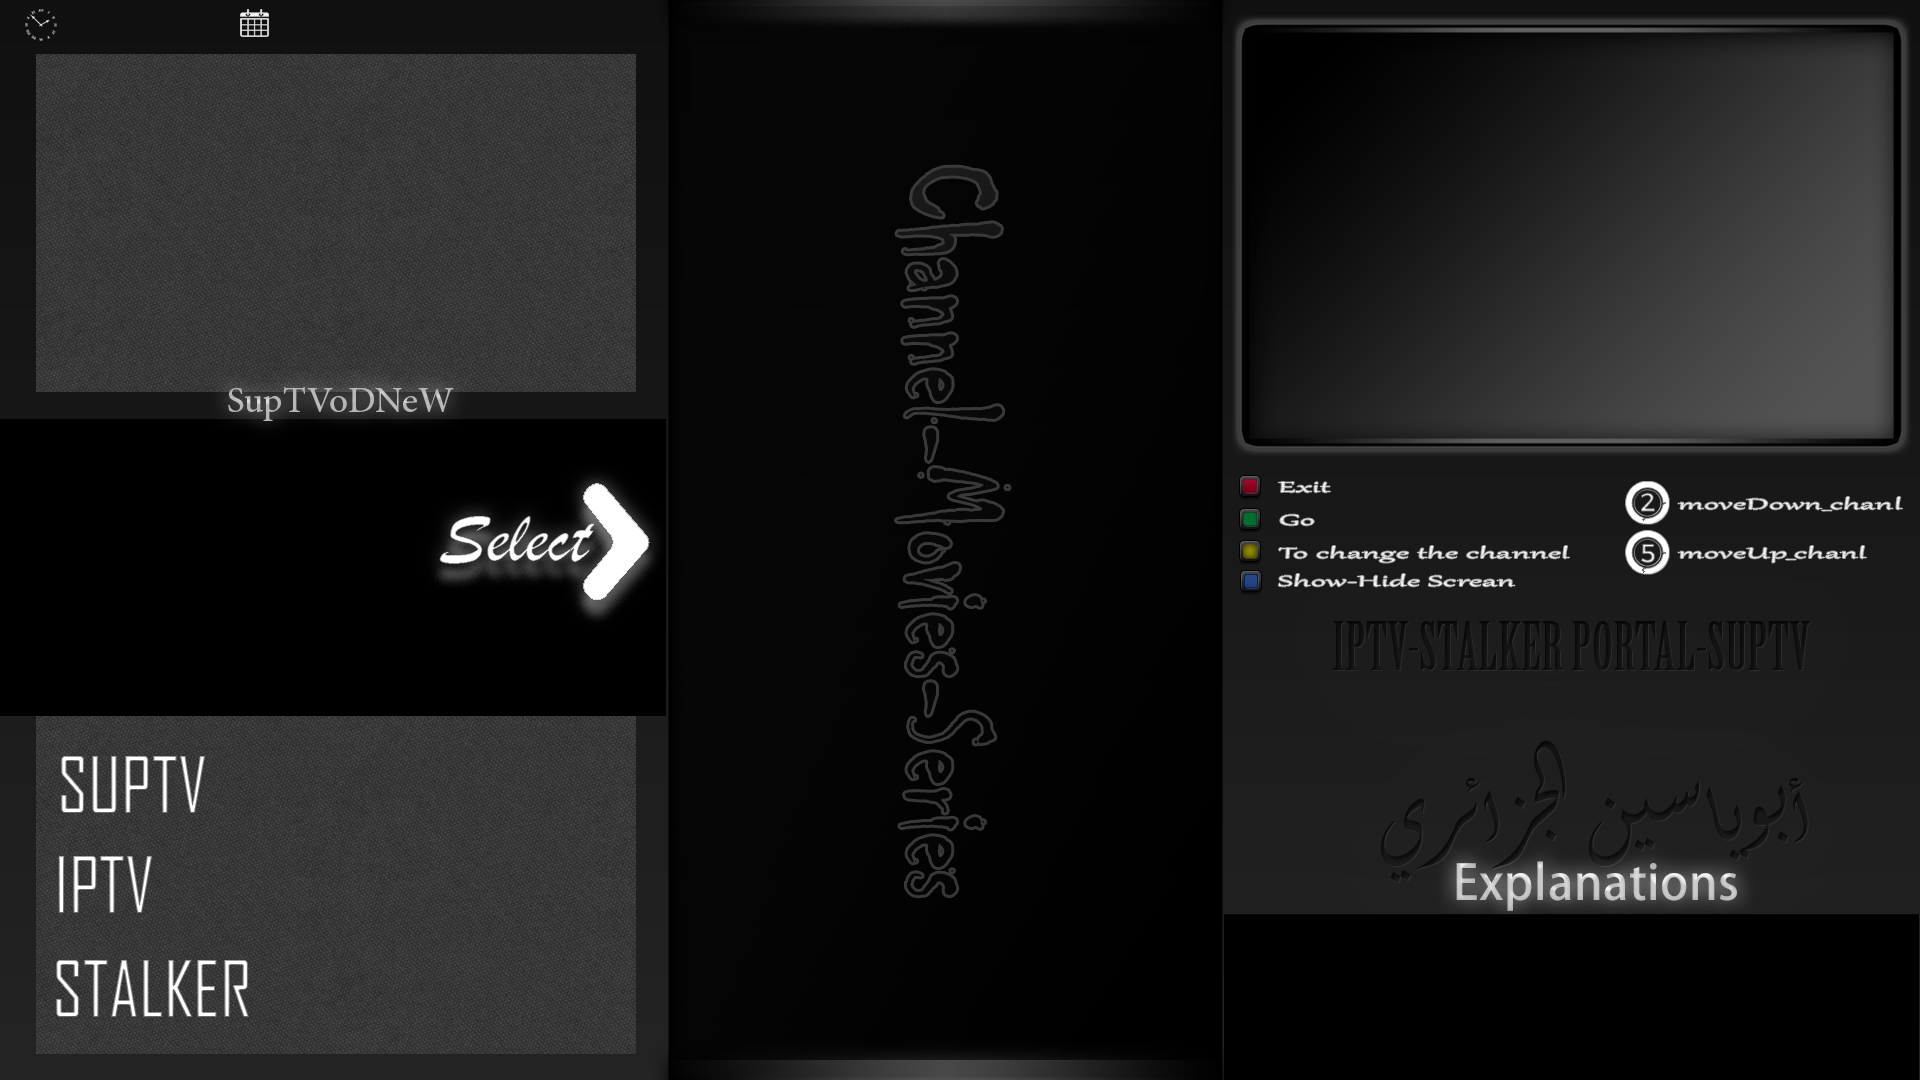 SupTVoDNeW
Select
SUPTV
IPTV
STALKER
Channel-Movies-Series
Exit
Go
To change the channel
Show-Hide Screan
2 moveDown_chanl
5 moveUp_chanl
IPTV-STALKER PORTAL-SUPTV
أبوياسين الجزائري
Explanations